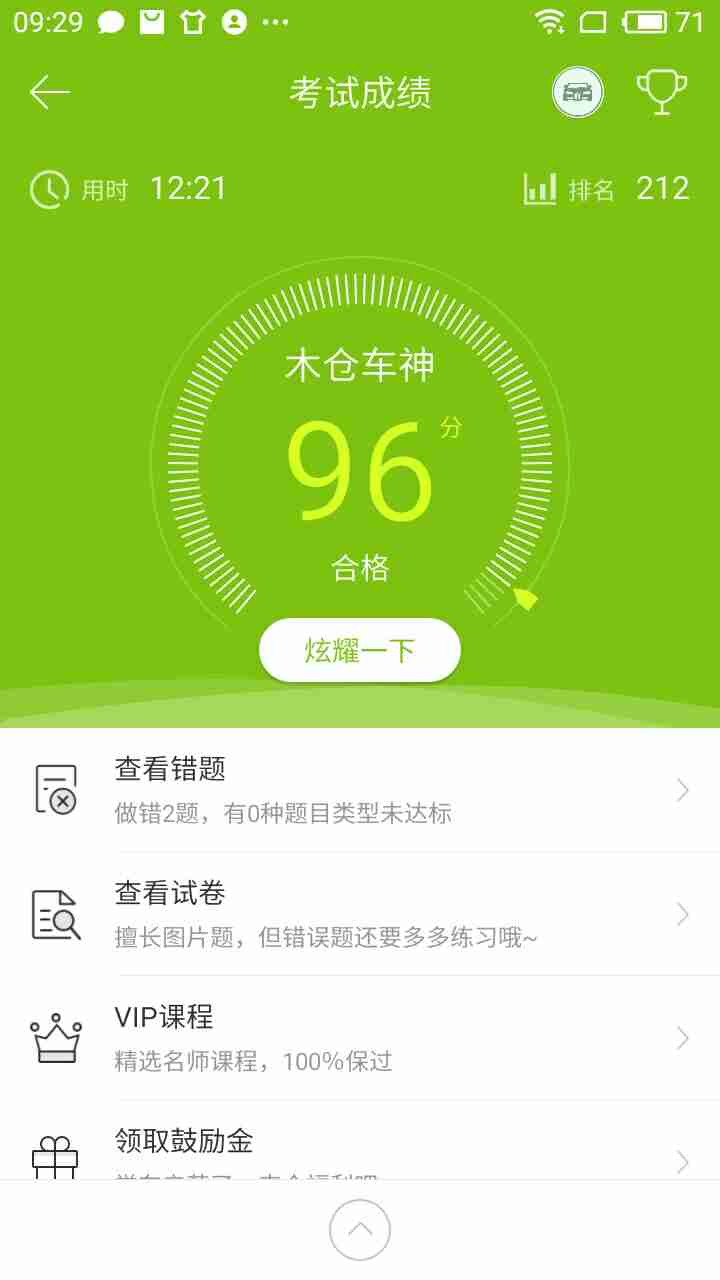 09:29 71
考试成绩
用时 12:21 排名 212
木仓车神
96分
合格
炫耀一下
查看错题
做错2题，有0种题目类型未达标
查看试卷
擅长图片题，但错误题还要多多练习哦~
VIP课程
精选名师课程，100%保过
领取鼓励金